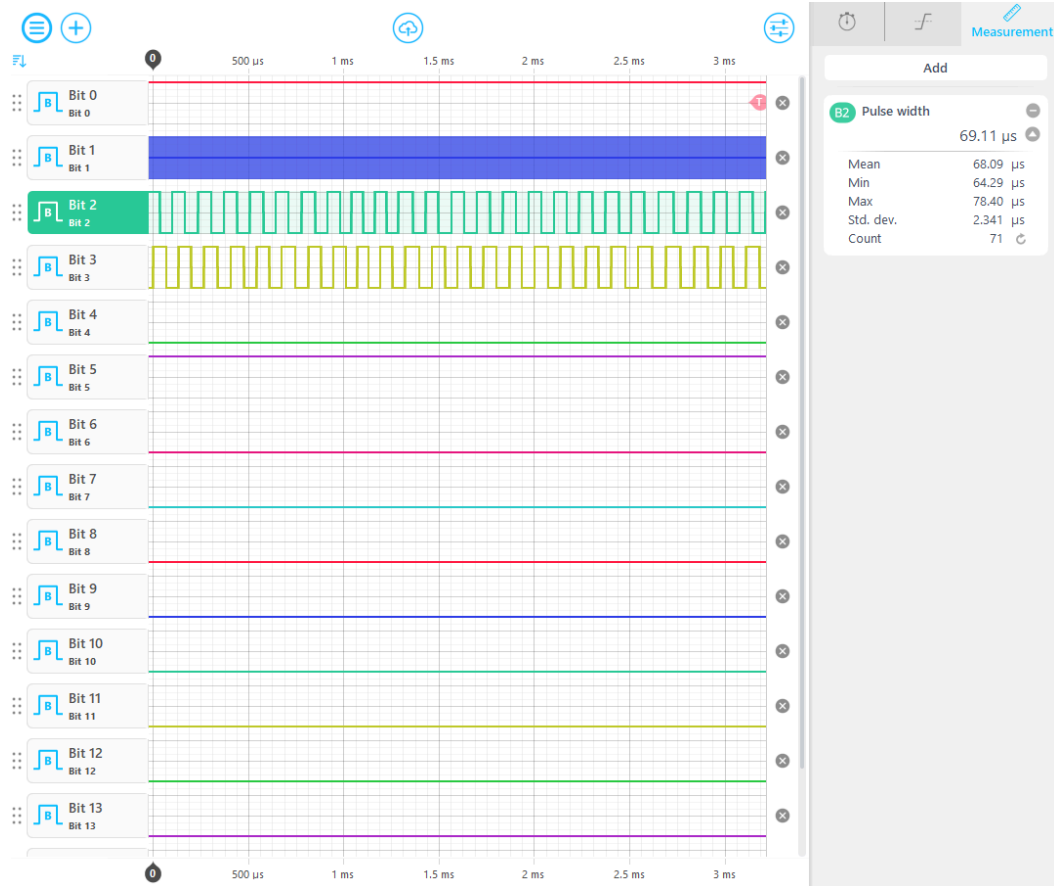 Measurement
0 500 µs 1 ms 1.5 ms 2 ms 2.5 ms 3 ms
Add
B Bit 0
Bit 0
T
B2 Pulse width
69.11 µs
Mean 68.09 µs
Min 64.29 µs
Max 78.40 µs
Std. dev. 2.341 µs
Count 71
B Bit 1
Bit 1
B Bit 2
Bit 2
B Bit 3
Bit 3
B Bit 4
Bit 4
B Bit 5
Bit 5
B Bit 6
Bit 6
B Bit 7
Bit 7
B Bit 8
Bit 8
B Bit 9
Bit 9
B Bit 10
Bit 10
B Bit 11
Bit 11
B Bit 12
Bit 12
B Bit 13
Bit 13
0 500 µs 1 ms 1.5 ms 2 ms 2.5 ms 3 ms